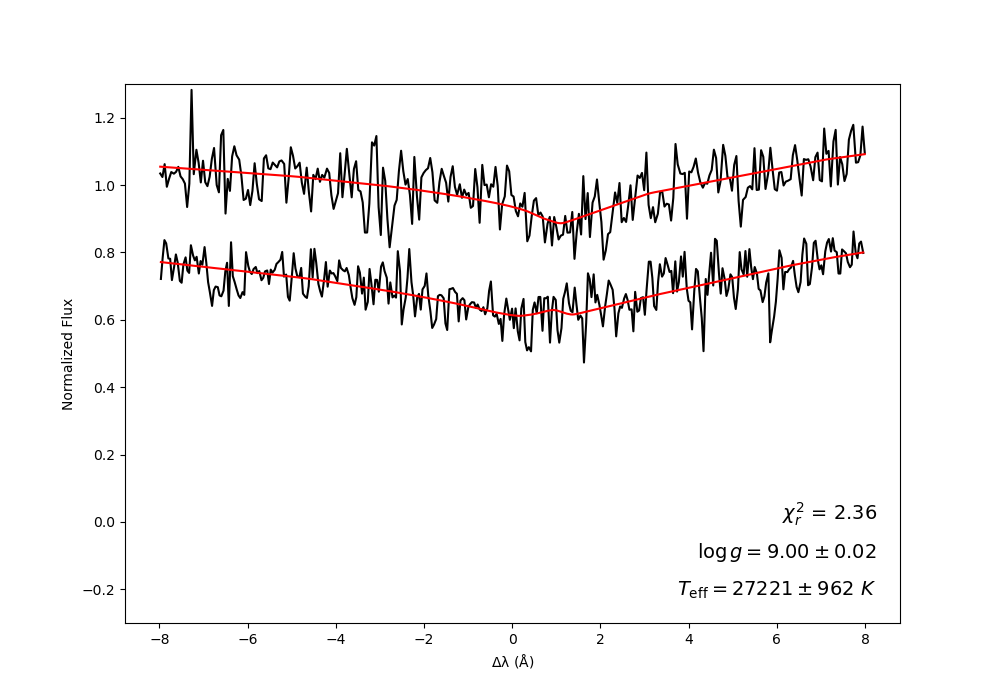 1.2
1.0
0.8
0.6
0.4
0.2
0.0
−0.2
Normalized Flux
χ²ᵣ = 2.36
log g = 9.00 ± 0.02
T_eff = 27221 ± 962 K
−8 −6 −4 −2 0 2 4 6 8
Δλ (Å)